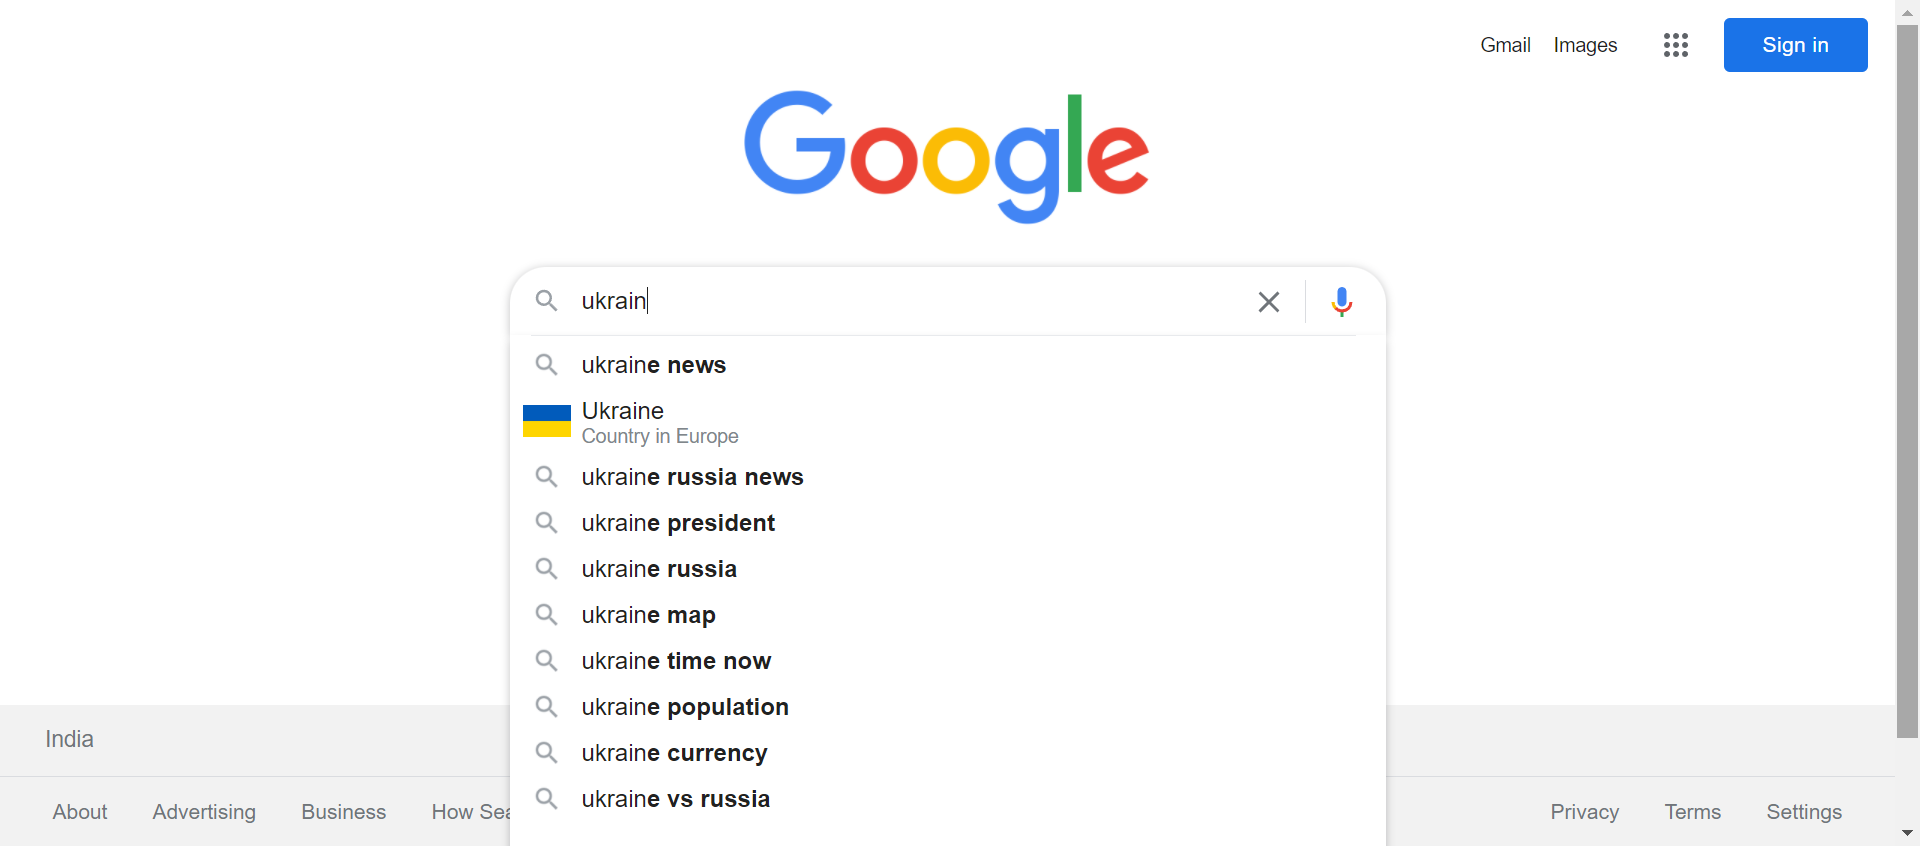 Gmail Images Sign in
Google
ukrain
ukraine news
Ukraine
Country in Europe
ukraine russia news
ukraine president
ukraine russia
ukraine map
ukraine time now
ukraine population
ukraine currency
ukraine vs russia
India
About Advertising Business How Sea Privacy Terms Settings